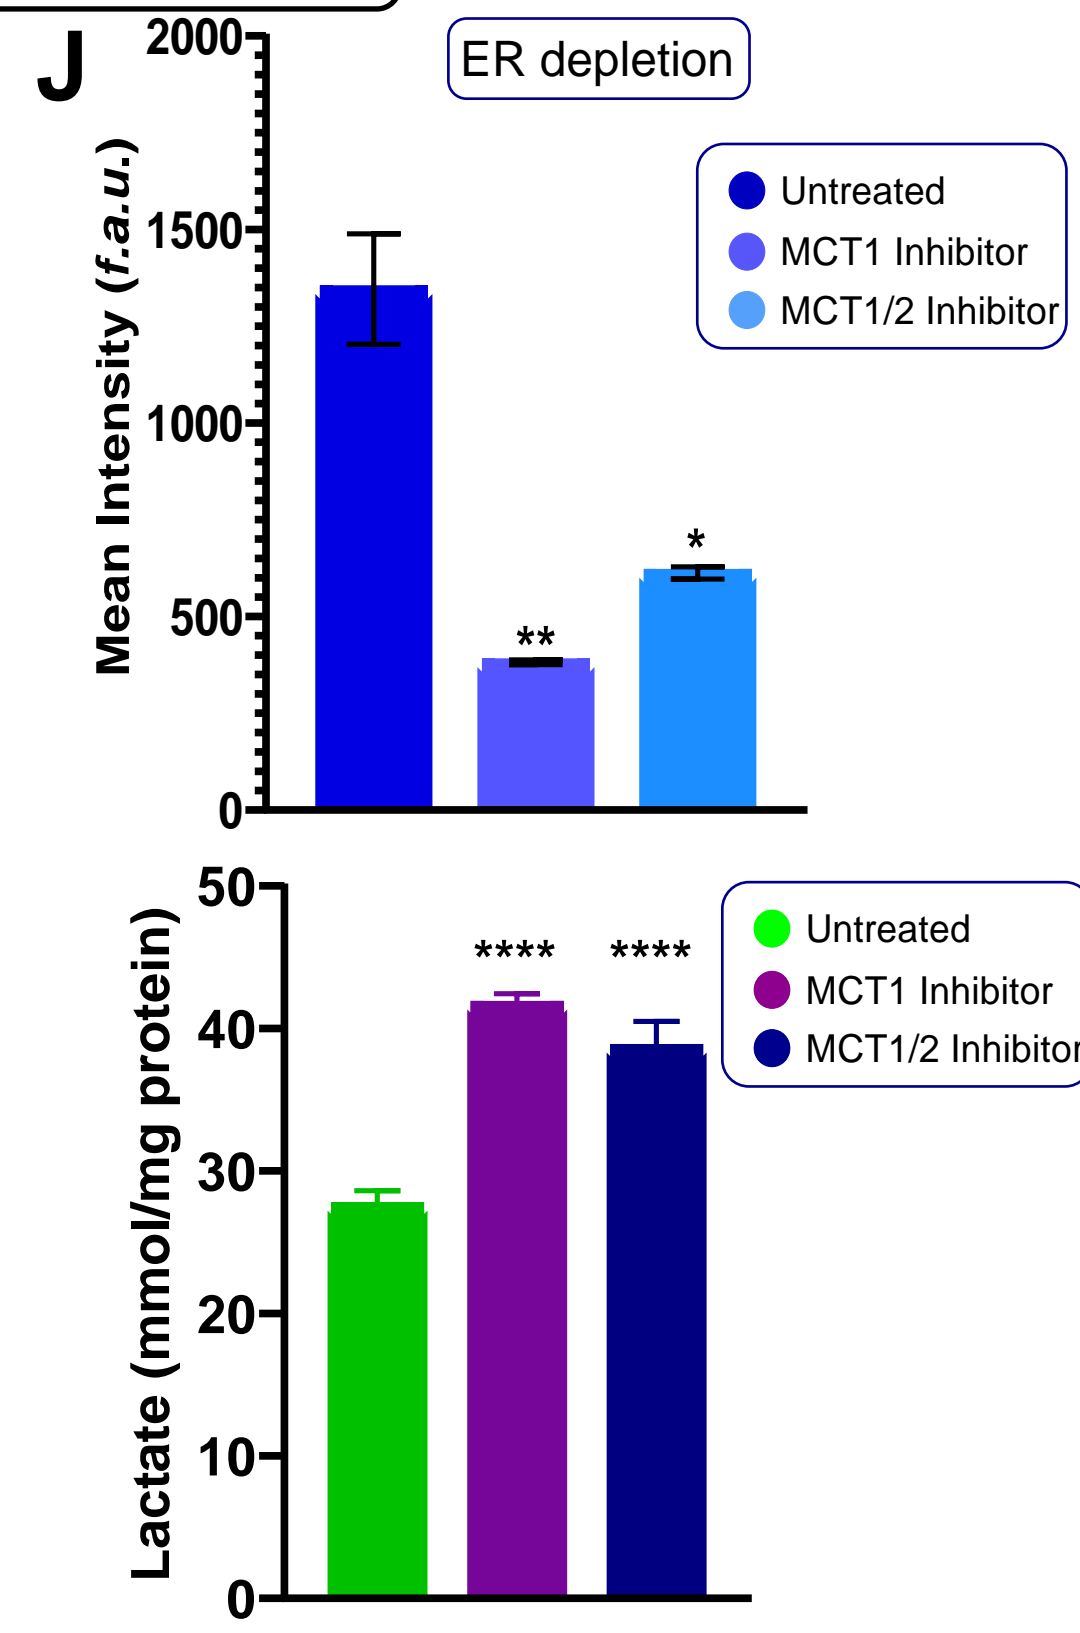 J
ER depletion
Mean Intensity (f.a.u.)
2000
1500
1000
500
0
Untreated
MCT1 Inhibitor
MCT1/2 Inhibitor
**
*
Lactate (mmol/mg protein)
50
40
30
20
10
0
Untreated
MCT1 Inhibitor
MCT1/2 Inhibitor
**** ****